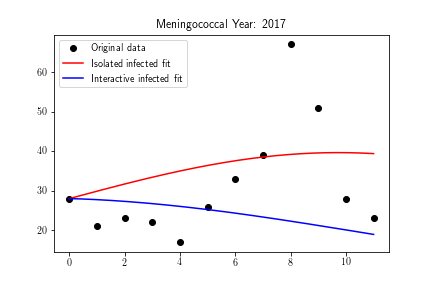 Meningococcal Year: 2017
Original data
Isolated infected fit
Interactive infected fit
60
50
40
30
20
0 2 4 6 8 10